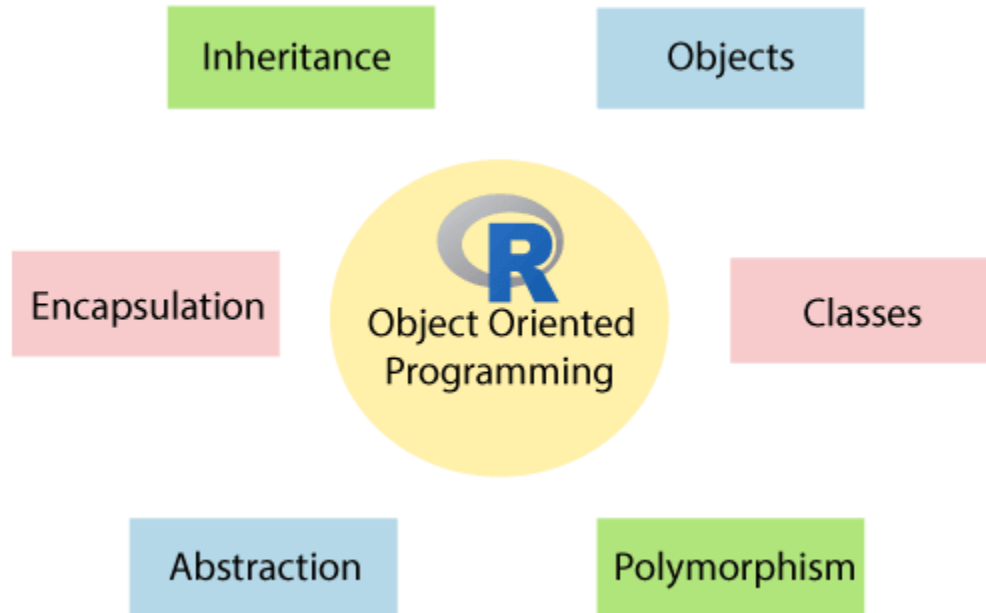 Inheritance
Objects
R
Object Oriented
Programming
Encapsulation
Classes
Abstraction
Polymorphism